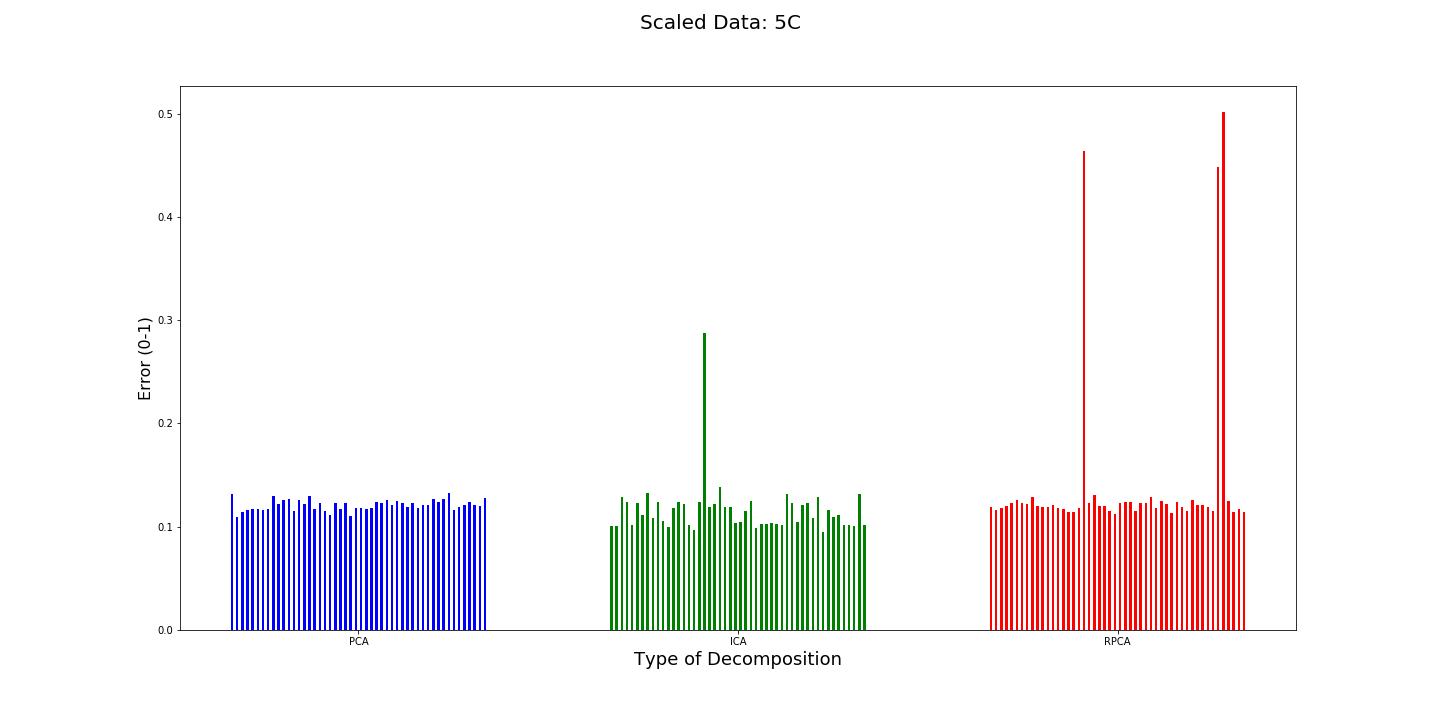 Scaled Data: 5C
0.5
0.4
0.3
0.2
0.1
0.0
Error (0-1)
PCA ICA RPCA
Type of Decomposition